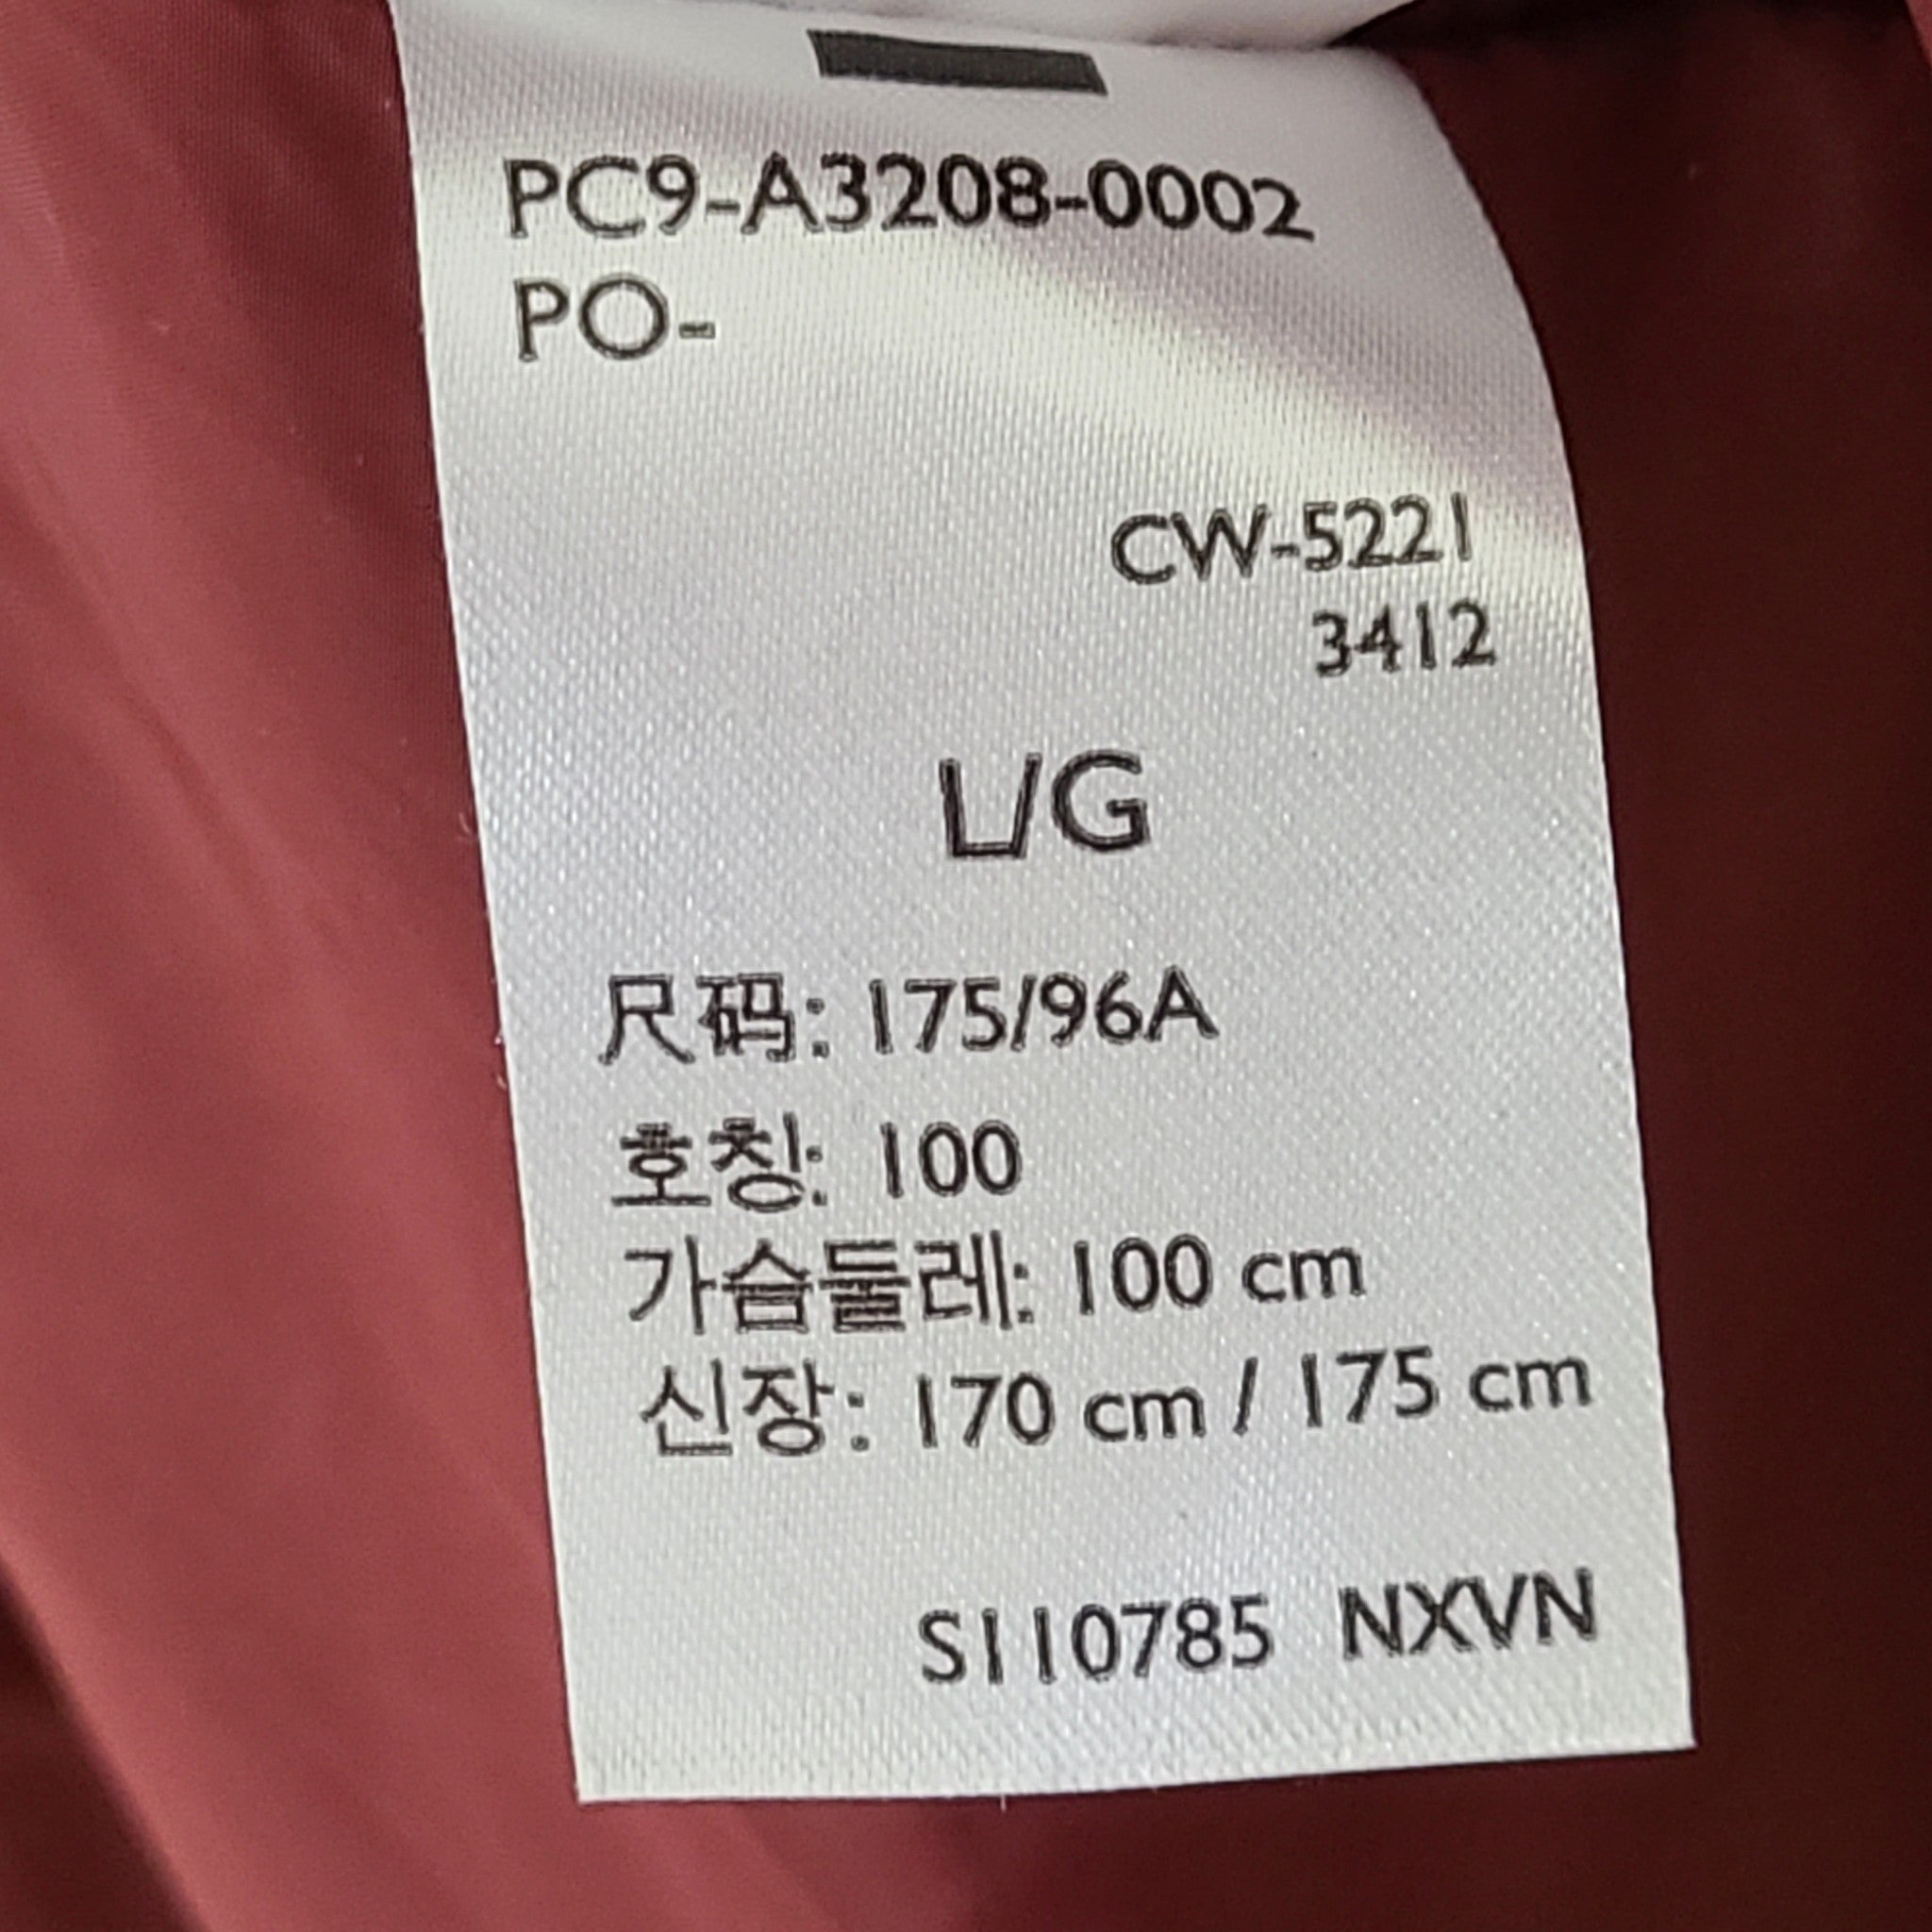 PC9-A3208-0002
PO-
CW-5221
3412
L/G
尺码: 175/96A
호칭: 100
가슴둘레: 100 cm
신장: 170 cm / 175 cm
S110785 NXVN